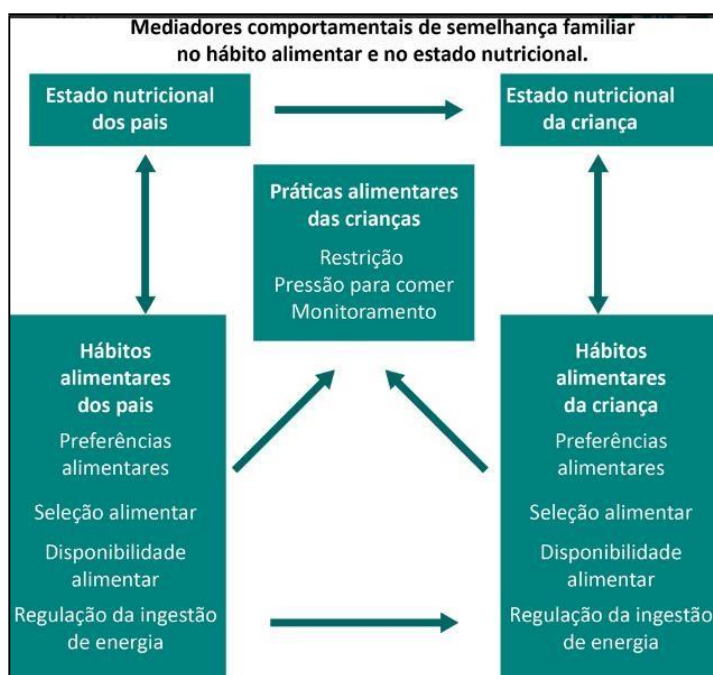 Mediadores comportamentais de semelhança familiar
no hábito alimentar e no estado nutricional.
Estado nutricional
dos pais
Estado nutricional
da criança
Práticas alimentares
das crianças
Restrição
Pressão para comer
Monitoramento
Hábitos
alimentares
dos pais
Preferências
alimentares
Seleção alimentar
Disponibilidade
alimentar
Regulação da ingestão
de energia
Hábitos
alimentares
da criança
Preferências
alimentares
Seleção alimentar
Disponibilidade
alimentar
Regulação da ingestão
de energia